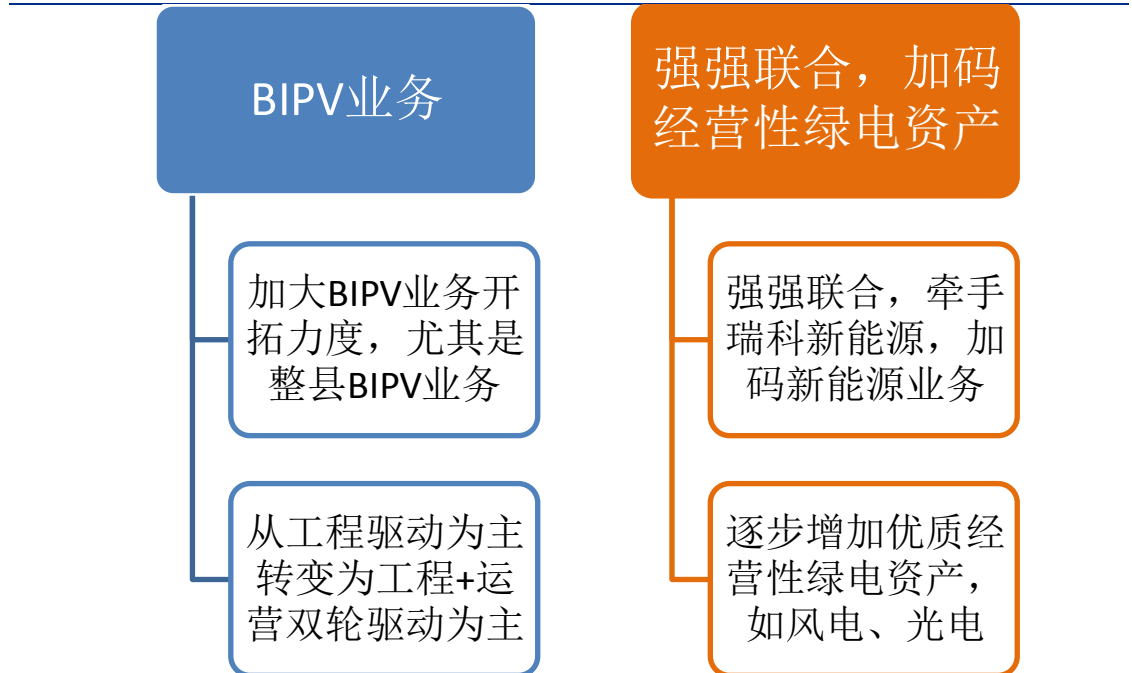 BIPV业务
加大BIPV业务开
拓力度，尤其是
整县BIPV业务
从工程驱动为主
转变为工程+运
营双轮驱动为主
强强联合，加码
经营性绿电资产
强强联合，牵手
瑞科新能源，加
码新能源业务
逐步增加优质经
营性绿电资产，
如风电、光电